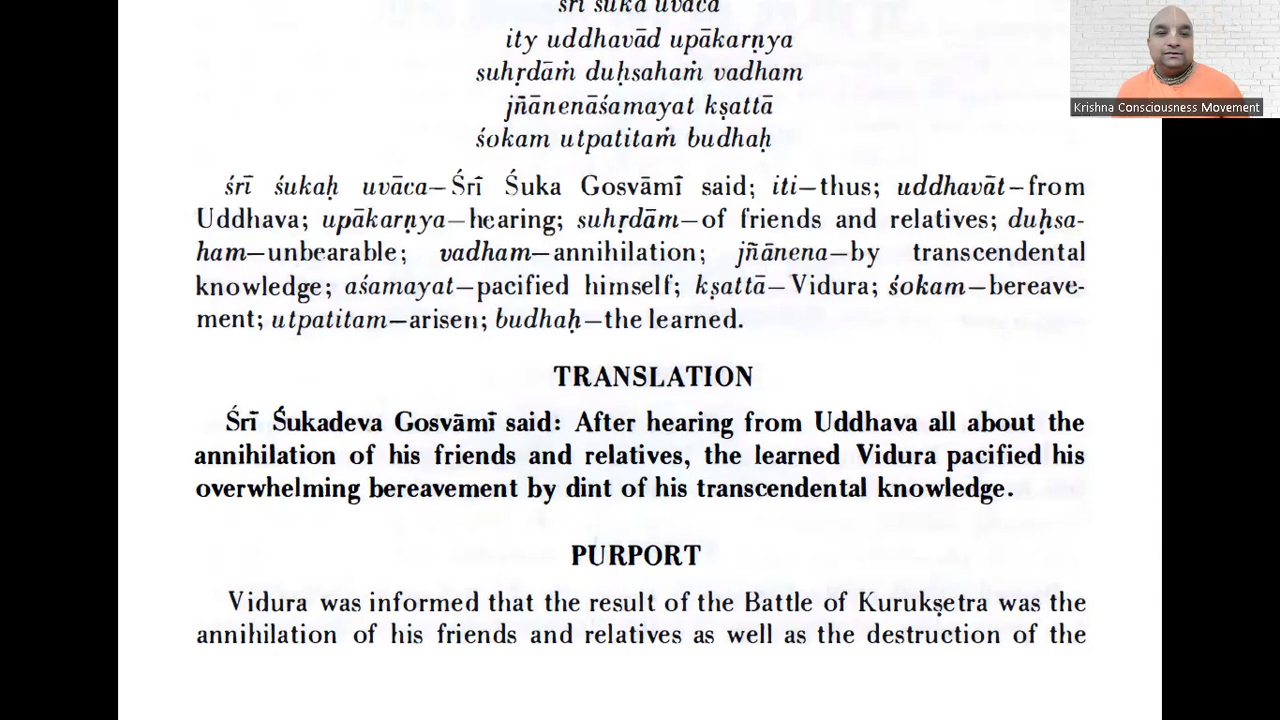 śrī śuka uvāca
ity uddhavād upākarṇya
suhṛdāṁ duḥsahaṁ vadham
jñānenāśamayat kṣattā
śokam utpatitaṁ budhaḥ
śrī śukaḥ uvāca—Śrī Śuka Gosvāmī said; iti—thus; uddhavāt—from
Uddhava; upākarṇya—hearing; suhṛdām—of friends and relatives; duḥsa-
ham—unbearable; vadham—annihilation; jñānena—by transcendental
knowledge; aśamayat—pacified himself; kṣattā—Vidura; śokam—bereave-
ment; utpatitam—arisen; budhaḥ—the learned.
TRANSLATION
Śrī Śukadeva Gosvāmī said: After hearing from Uddhava all about the
annihilation of his friends and relatives, the learned Vidura pacified his
overwhelming bereavement by dint of his transcendental knowledge.
PURPORT
Vidura was informed that the result of the Battle of Kurukṣetra was the
annihilation of his friends and relatives as well as the destruction of the
Krishna Consciousness Movement